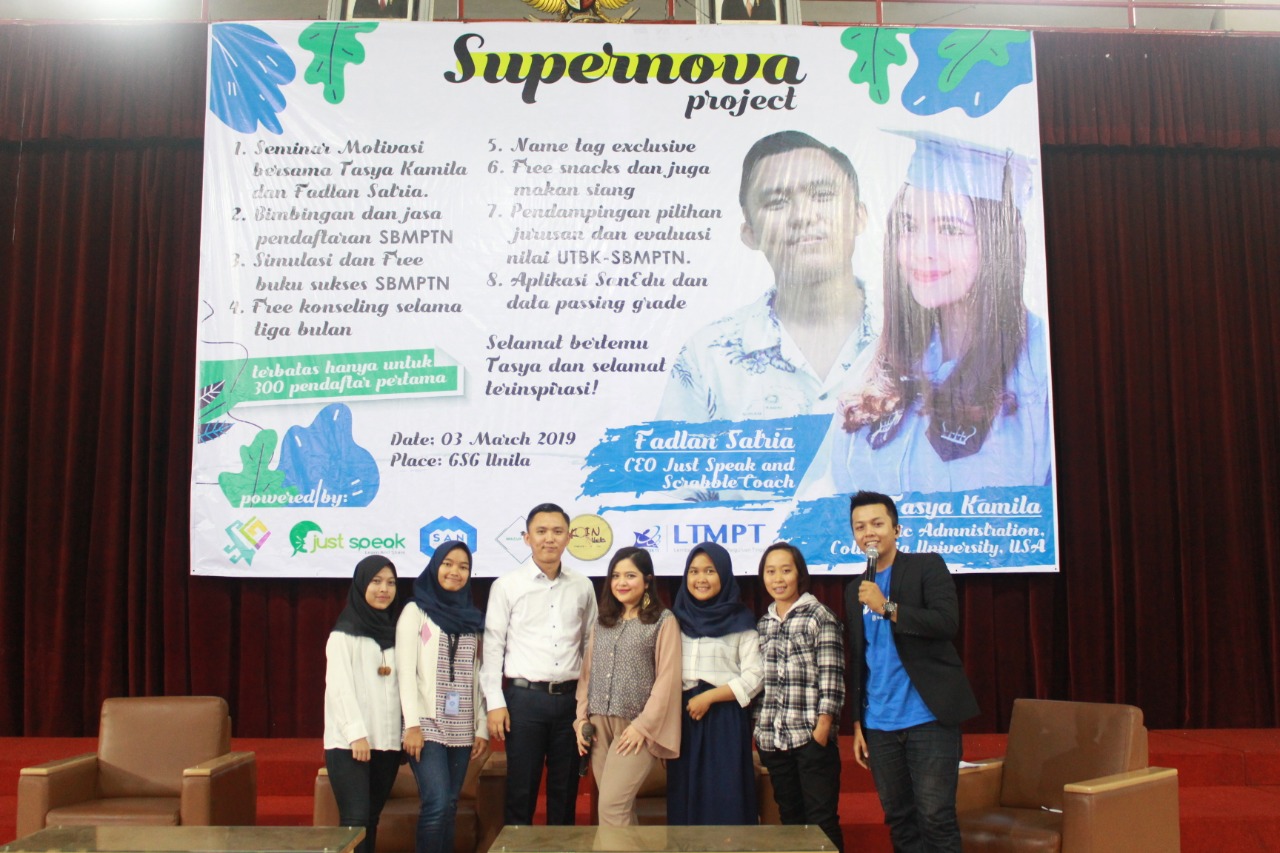 Supernova
project
1. Seminar Motivasi
bersama Tasya Kamila
dan Fadlan Satria.
2. Bimbingan dan jasa
pendaftaran SBMPTN
3. Simulasi dan Free
buku sukses SBMPTN
4. Free konseling selama
tiga bulan
terbatas hanya untuk
300 pendaftar pertama
5. Name tag exclusive
6. Free snacks dan juga
makan siang
7. Pendampingan pilihan
jurusan dan evaluasi
nilai UTBK-SBMPTN.
8. Aplikasi SanEdu dan
data passing grade
Selamat bertemu
Tasya dan selamat
terinspirasi!
Date: 03 March 2019
Place: GSG Unila
Fadlan Satria
CEO Just Speak and
Scrabble Coach
Tasya Kamila
Admnistration,
University, USA
powered by:
just speak
SAN
LTMPT